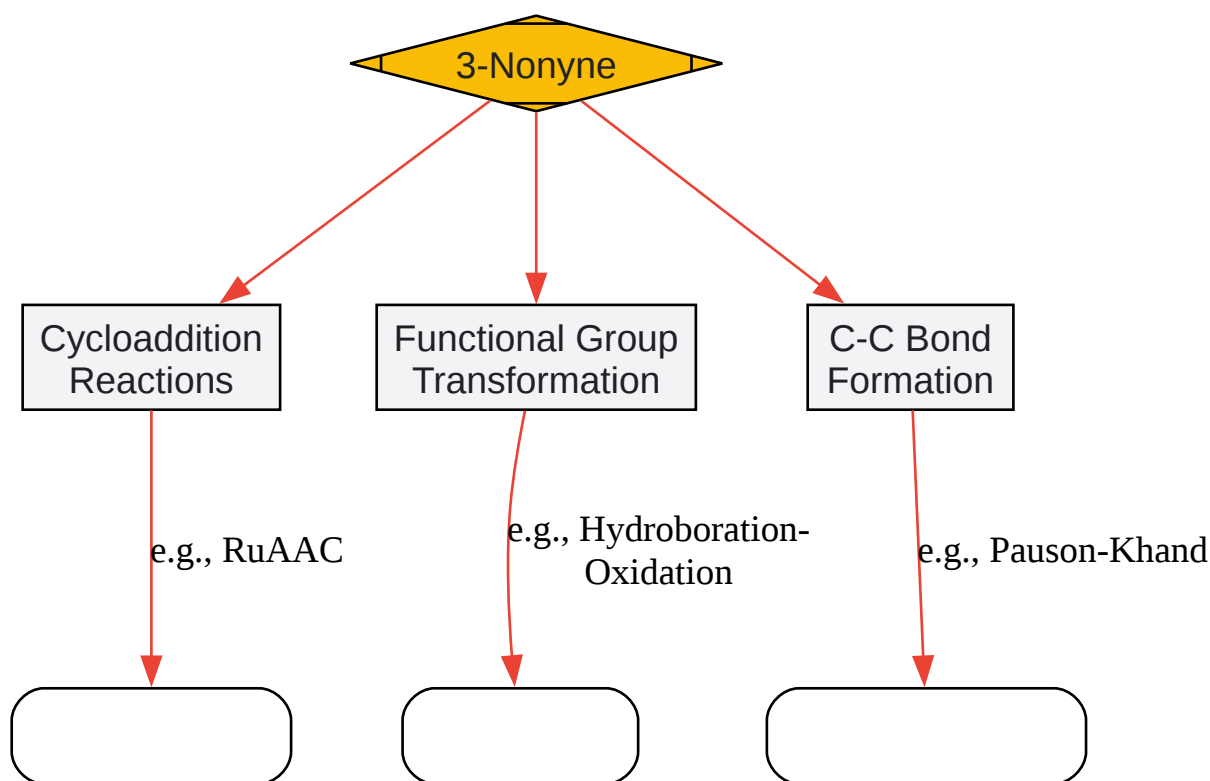 3-Nonyne
Cycloaddition
Reactions
Functional Group
Transformation
C-C Bond
Formation
e.g., RuAAC
e.g., Hydroboration-
Oxidation
e.g., Pauson-Khand